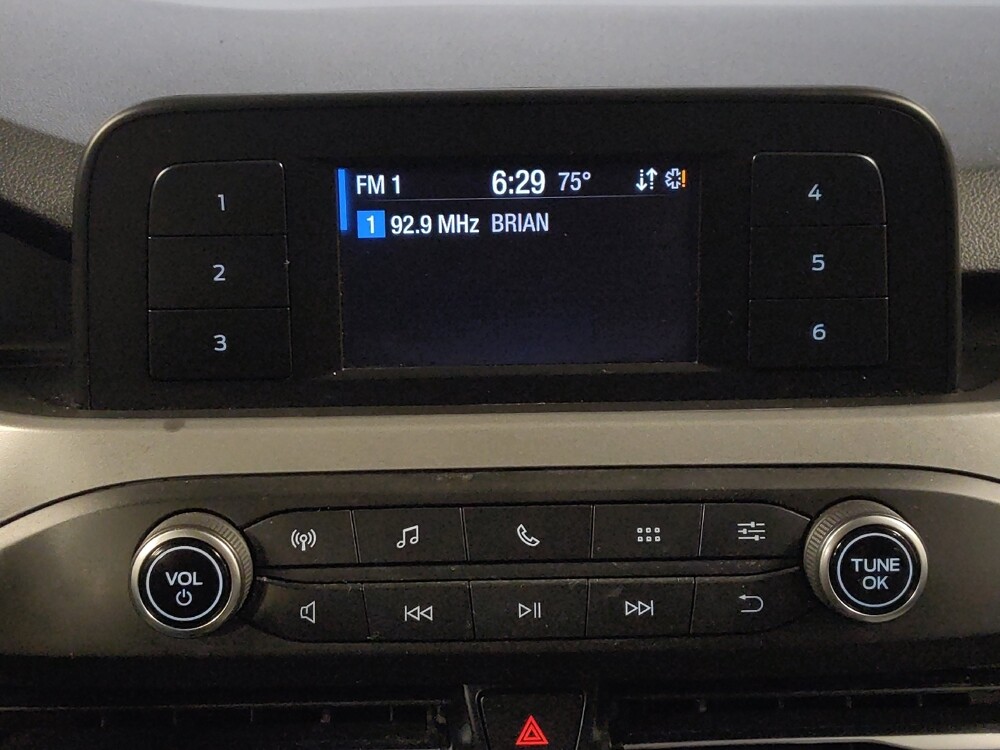 FM 1 6:29 75°
1 92.9 MHz BRIAN
1
2
3
4
5
6
VOL
TUNE
OK